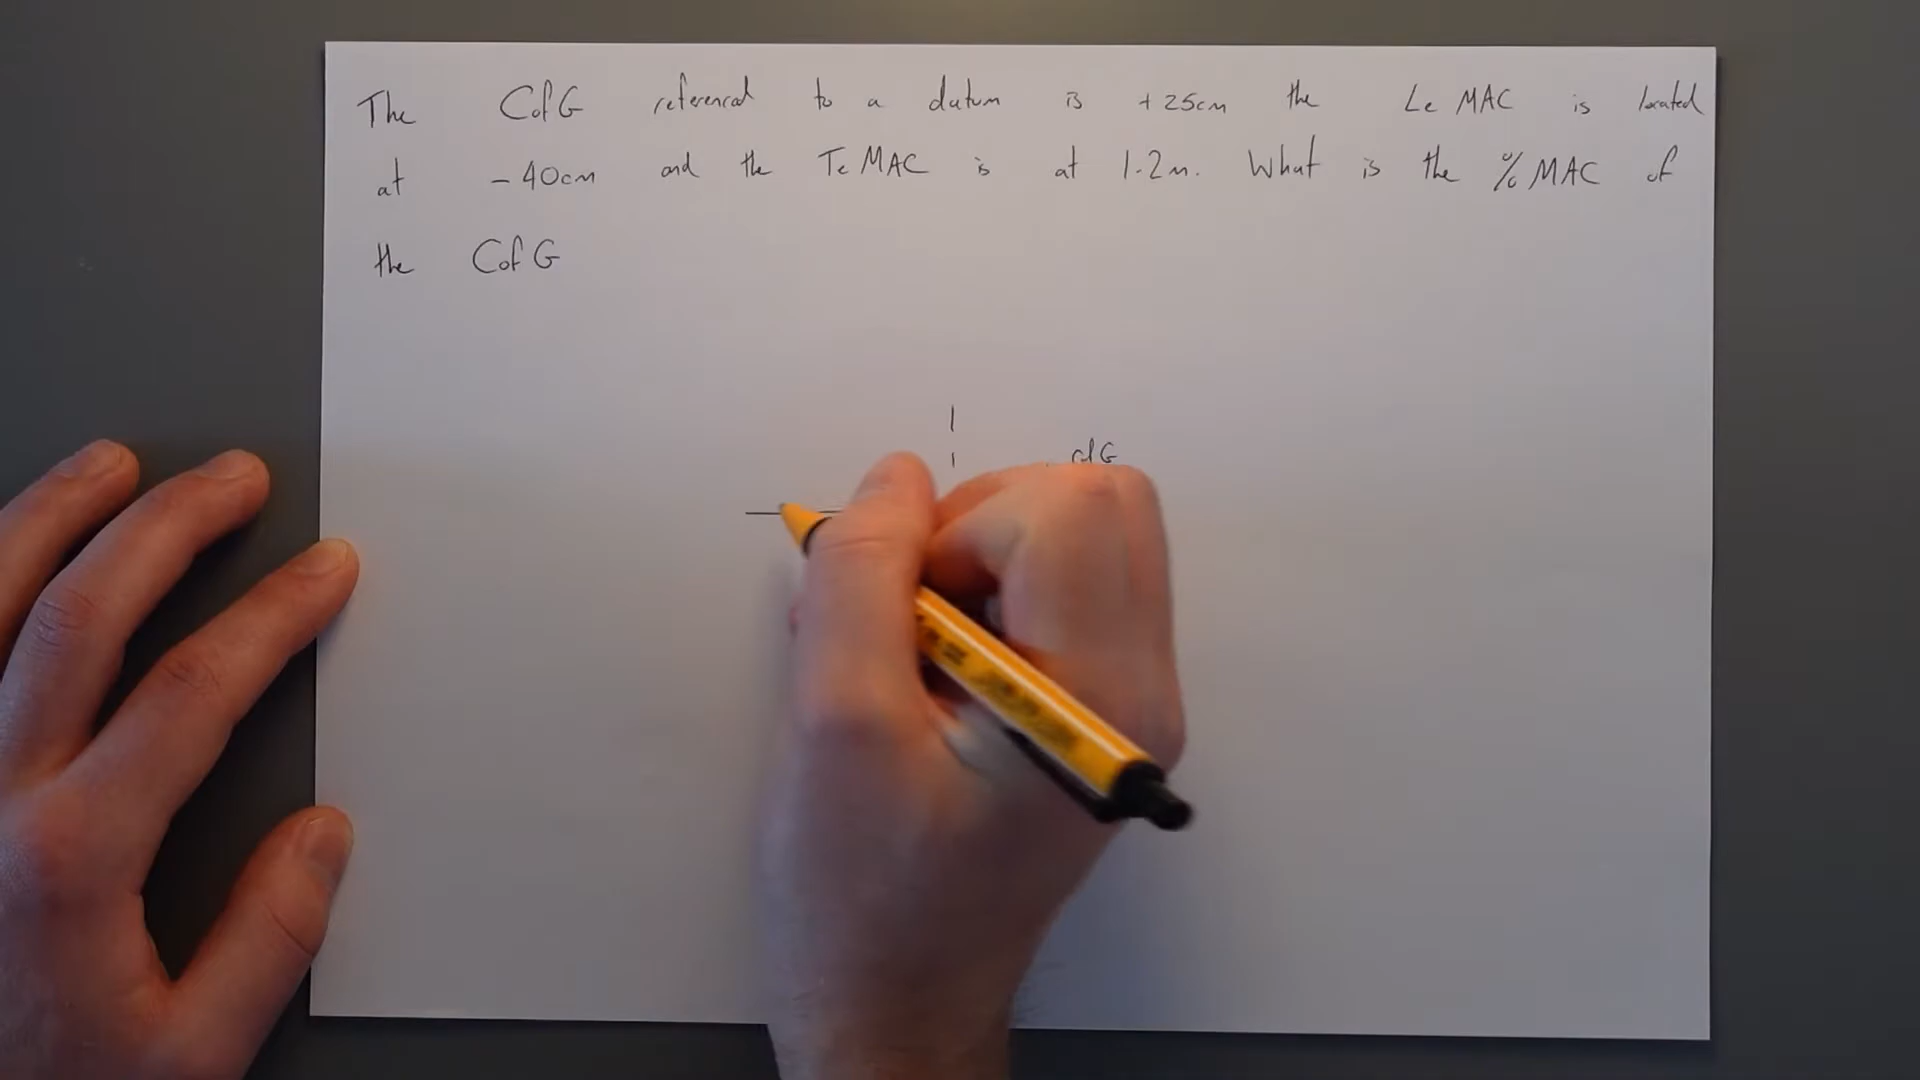 The CofG referenced to a datum is +25cm the Le MAC is located
at -40cm and the Te MAC is at 1.2m. What is the % MAC of
the CofG
cfG